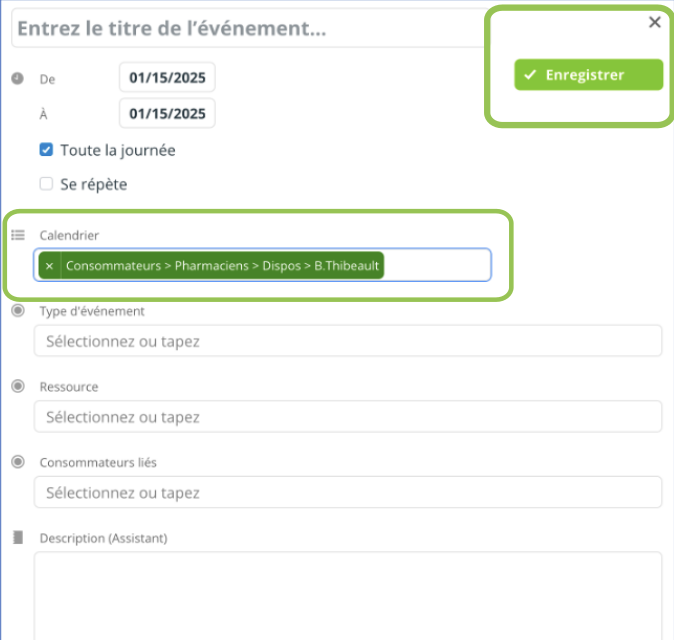 Entrez le titre de l'événement...
×
✓ Enregistrer
De 01/15/2025
À 01/15/2025
Toute la journée
Se répète
Calendrier
× Consommateurs > Pharmaciens > Dispos > B.Thibeault
Type d'événement
Sélectionnez ou tapez
Ressource
Sélectionnez ou tapez
Consommateurs liés
Sélectionnez ou tapez
Description (Assistant)